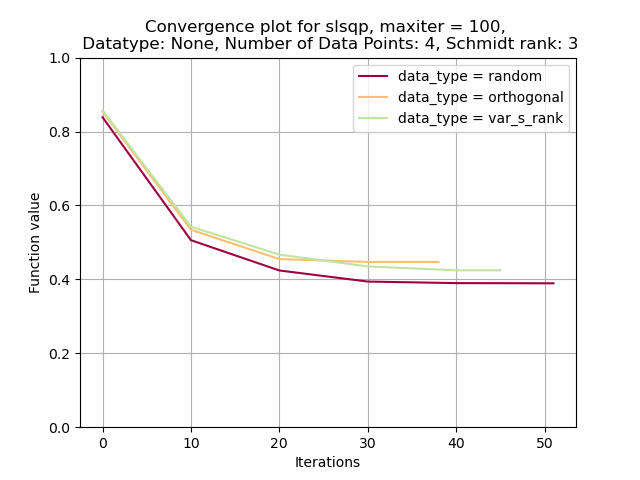 Convergence plot for slsqp, maxiter = 100,
Datatype: None, Number of Data Points: 4, Schmidt rank: 3
1.0
data_type = random
data_type = orthogonal
data_type = var_s_rank
0.8
0.6
Function value
0.4
0.2
0.0
0 10 20 30 40 50
Iterations